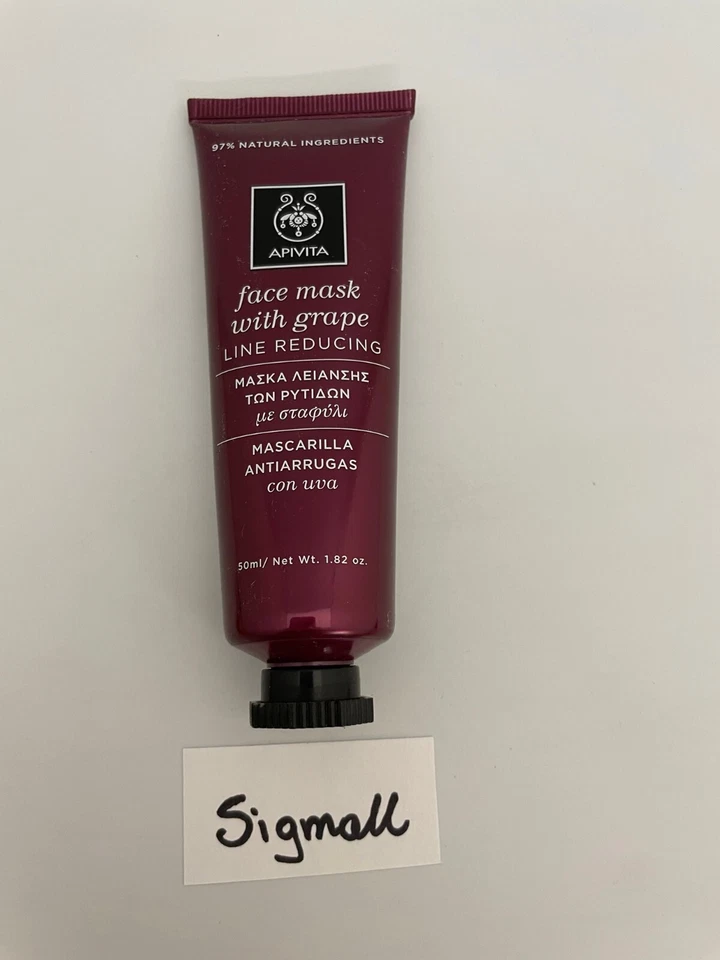 97% NATURAL INGREDIENTS
APIVITA
face mask
with grape
LINE REDUCING
ΜΑΣΚΑ ΛΕΙΑΝΣΗΣ
ΤΩΝ ΡΥΤΙΔΩΝ
με σταφύλι
MASCARILLA
ANTIARRUGAS
con uva
50ml/ Net Wt. 1.82 oz.
Sigmall